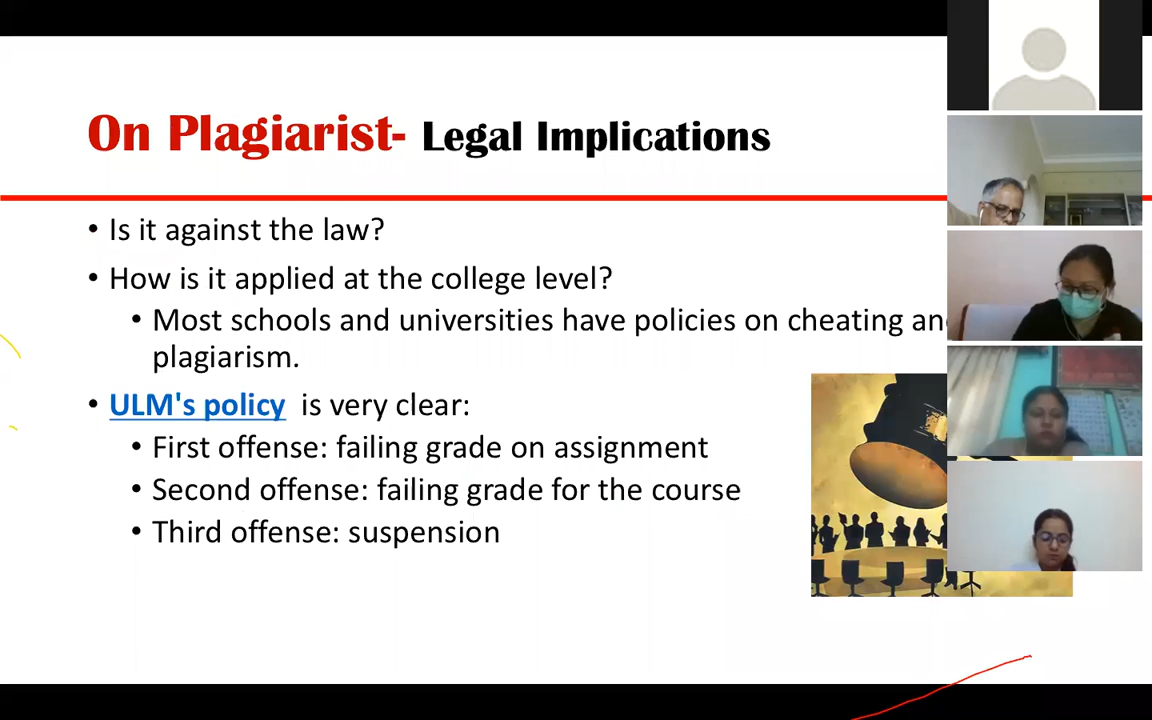 On Plagiarist- Legal Implications
• Is it against the law?
• How is it applied at the college level?
• Most schools and universities have policies on cheating
plagiarism.
• ULM's policy is very clear:
• First offense: failing grade on assignment
• Second offense: failing grade for the course
• Third offense: suspension